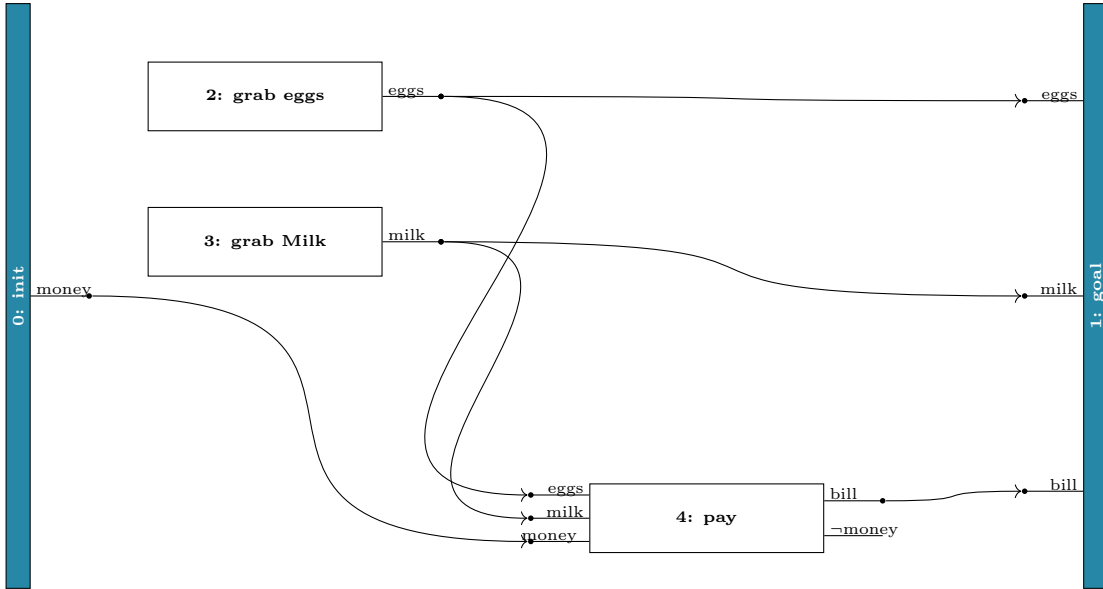 0: init
money
2: grab eggs
eggs
3: grab Milk
milk
eggs
milk
money
4: pay
bill
¬money
eggs
milk
bill
1: goal